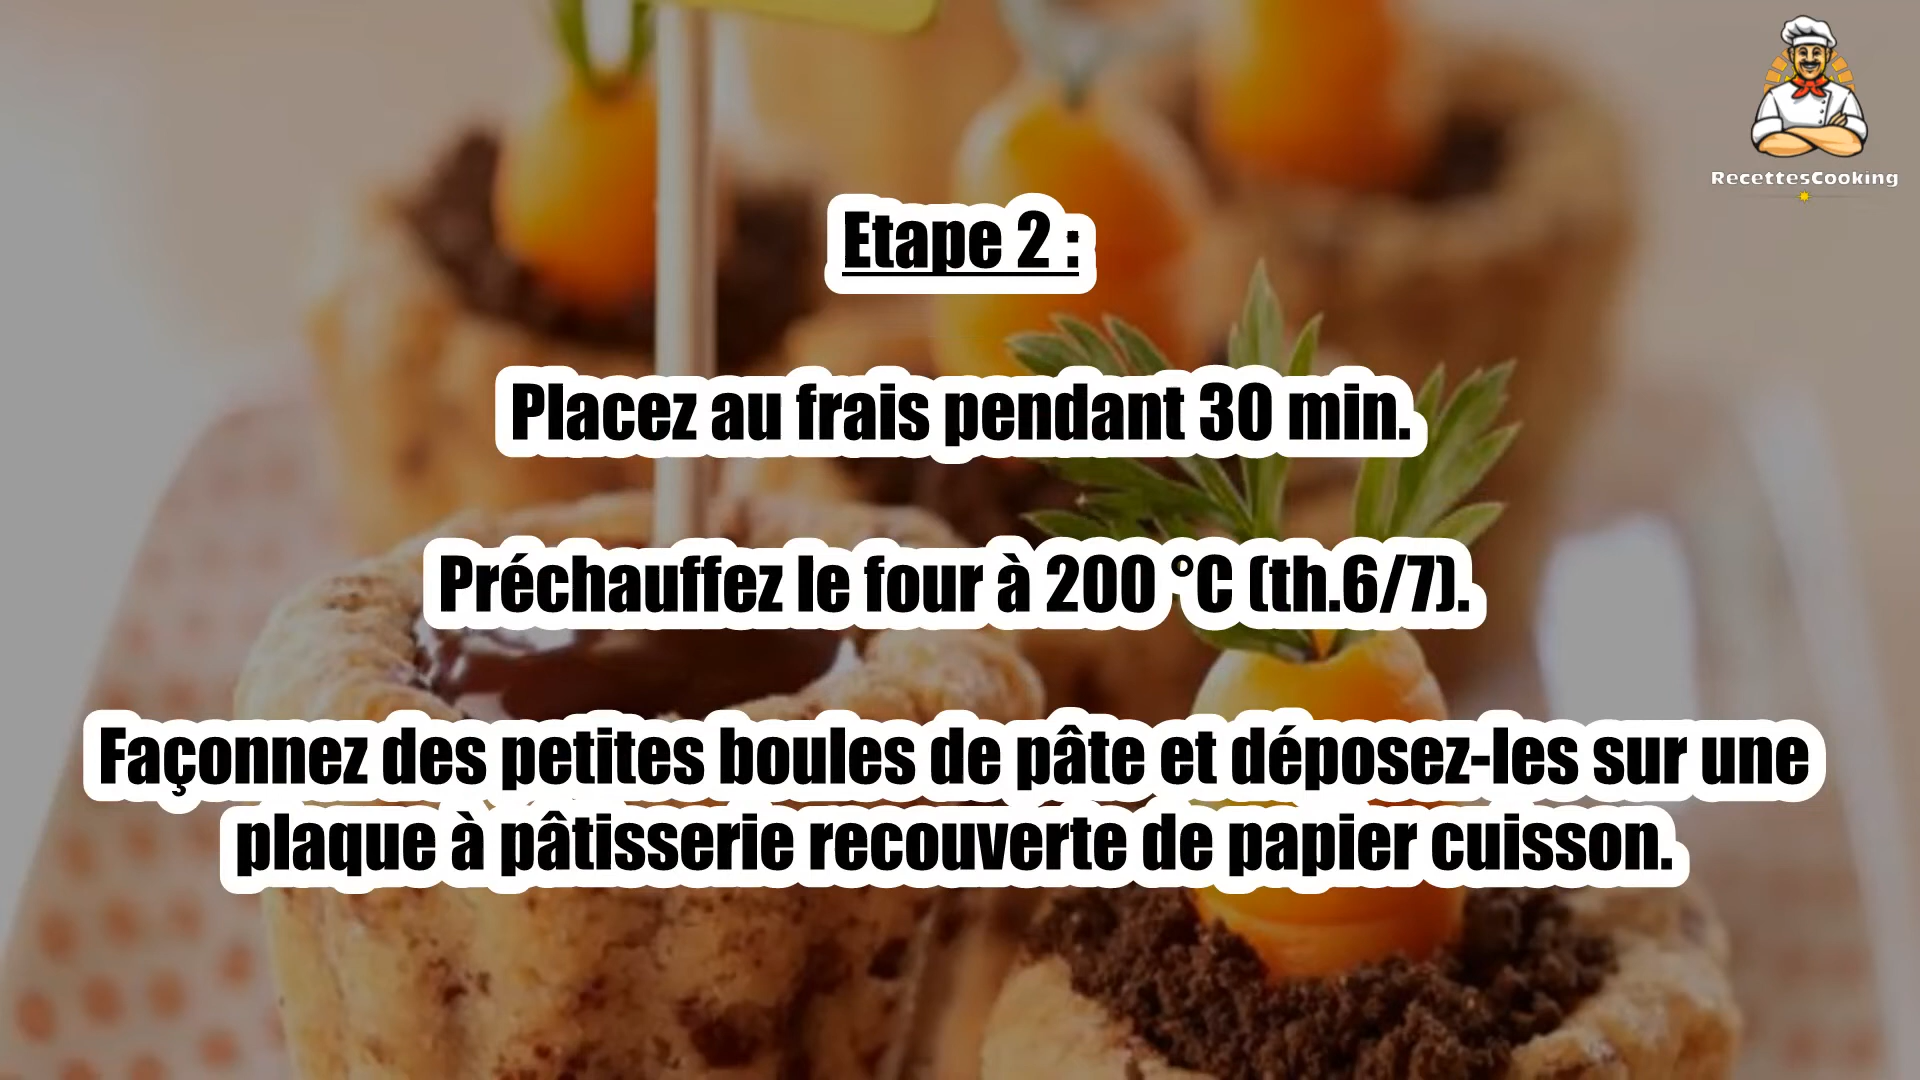 RecettesCooking
Etape 2 :
Placez au frais pendant 30 min.
Préchauffez le four à 200 °C (th.6/7).
Façonnez des petites boules de pâte et déposez-les sur une
plaque à pâtisserie recouverte de papier cuisson.